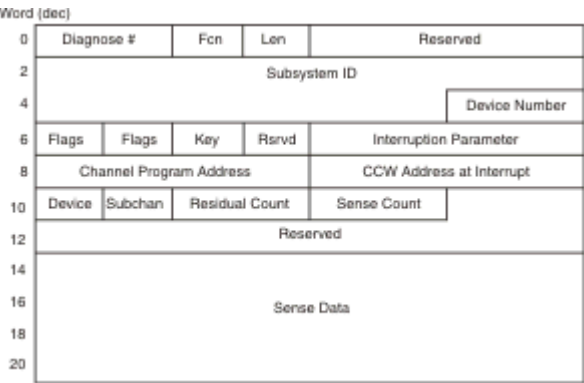 Word (dec)
0 Diagnose # Fcn Len Reserved
2 Subsystem ID
4 Device Number
6 Flags Flags Key Rsrvd Interruption Parameter
8 Channel Program Address CCW Address at Interrupt
10 Device Subchan Residual Count Sense Count
12 Reserved
14
16 Sense Data
18
20